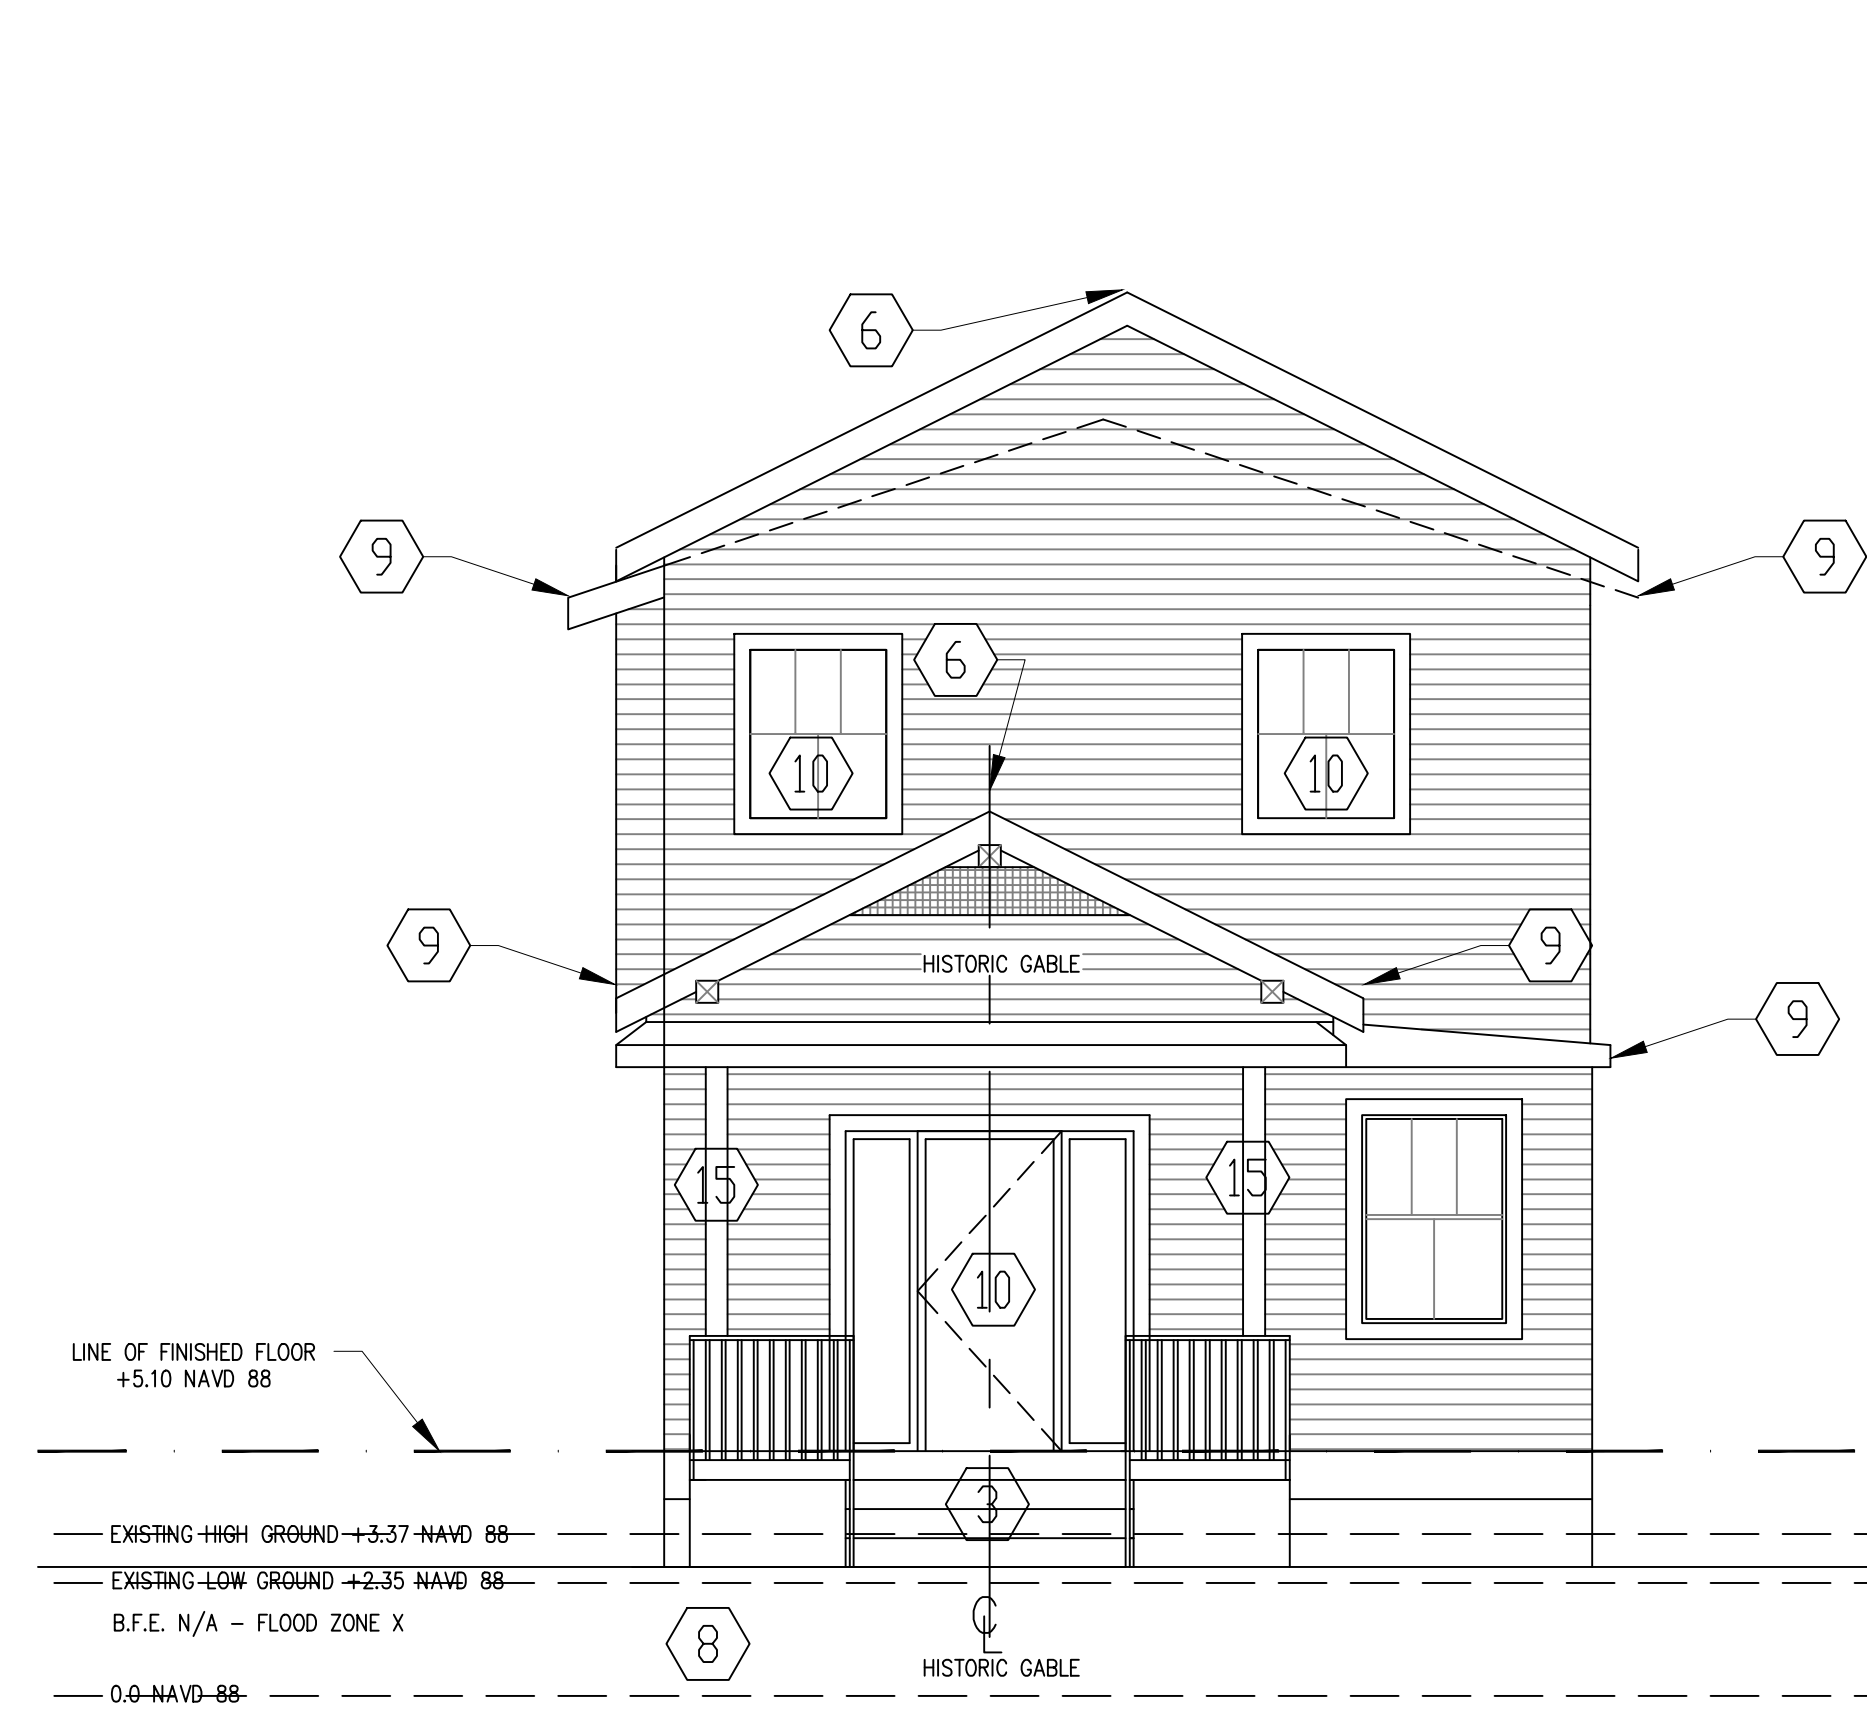 6
9
9
6
10
10
9
9
HISTORIC GABLE
9
15
15
10
LINE OF FINISHED FLOOR
+5.10 NAVD 88
3
EXISTING HIGH GROUND +3.37 NAVD 88
EXISTING LOW GROUND +2.35 NAVD 88
B.F.E. N/A - FLOOD ZONE X
8
CL
HISTORIC GABLE
0.0 NAVD 88